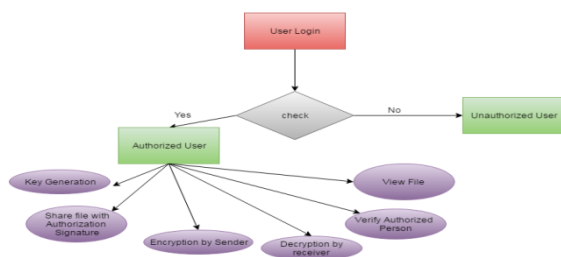 User Login
check
Yes
No
Unauthorized User
Authorized User
Key Generation
View File
Share file with
Authorization
Signature
Verify Authorized
Person
Encryption by Sender
Decryption by
receiver